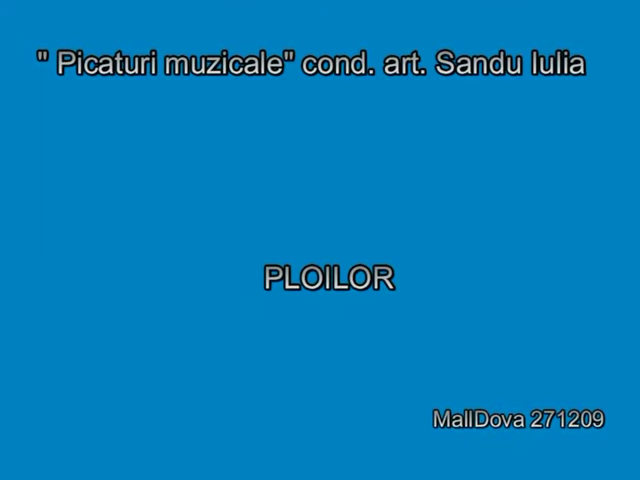 " Picaturi muzicale" cond. art. Sandu Iulia
PLOILOR
MallDova 271209